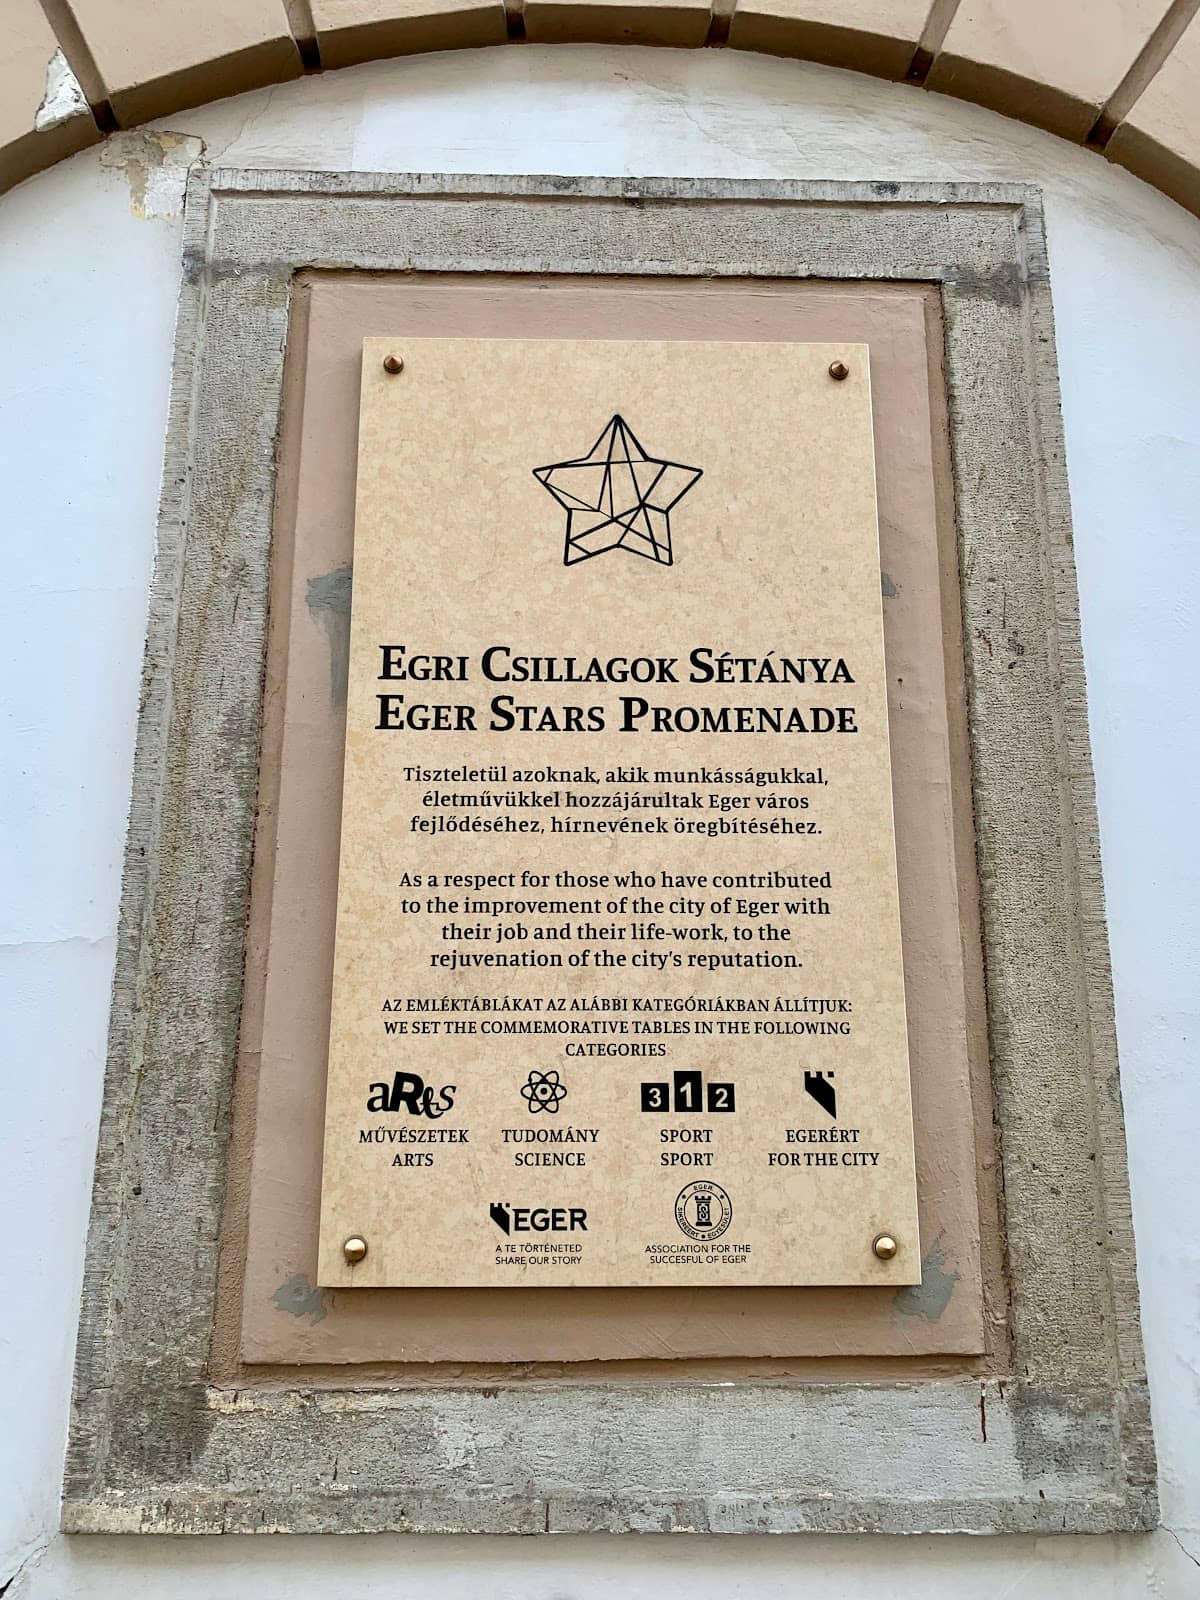 EGRI CSILLAGOK SÉTÁNYA
EGER STARS PROMENADE
Tiszteletül azoknak, akik munkásságukkal,
életművükkel hozzájárultak Eger város
fejlődéséhez, hírnevének öregbítéséhez.
As a respect for those who have contributed
to the improvement of the city of Eger with
their job and their life-work, to the
rejuvenation of the city's reputation.
AZ EMLÉKTÁBLÁKAT AZ ALÁBBI KATEGÓRIÁKBAN ÁLLÍTJUK:
WE SET THE COMMEMORATIVE TABLES IN THE FOLLOWING
CATEGORIES
aRts
3 1 2
MŰVÉSZETEK TUDOMÁNY SPORT EGERÉRT
ARTS SCIENCE SPORT FOR THE CITY
EGER
A TE TÖRTÉNETED
SHARE OUR STORY
EGER
SIKERÉÉRT EGYESÜLET
ASSOCIATION FOR THE
SUCCESFUL OF EGER